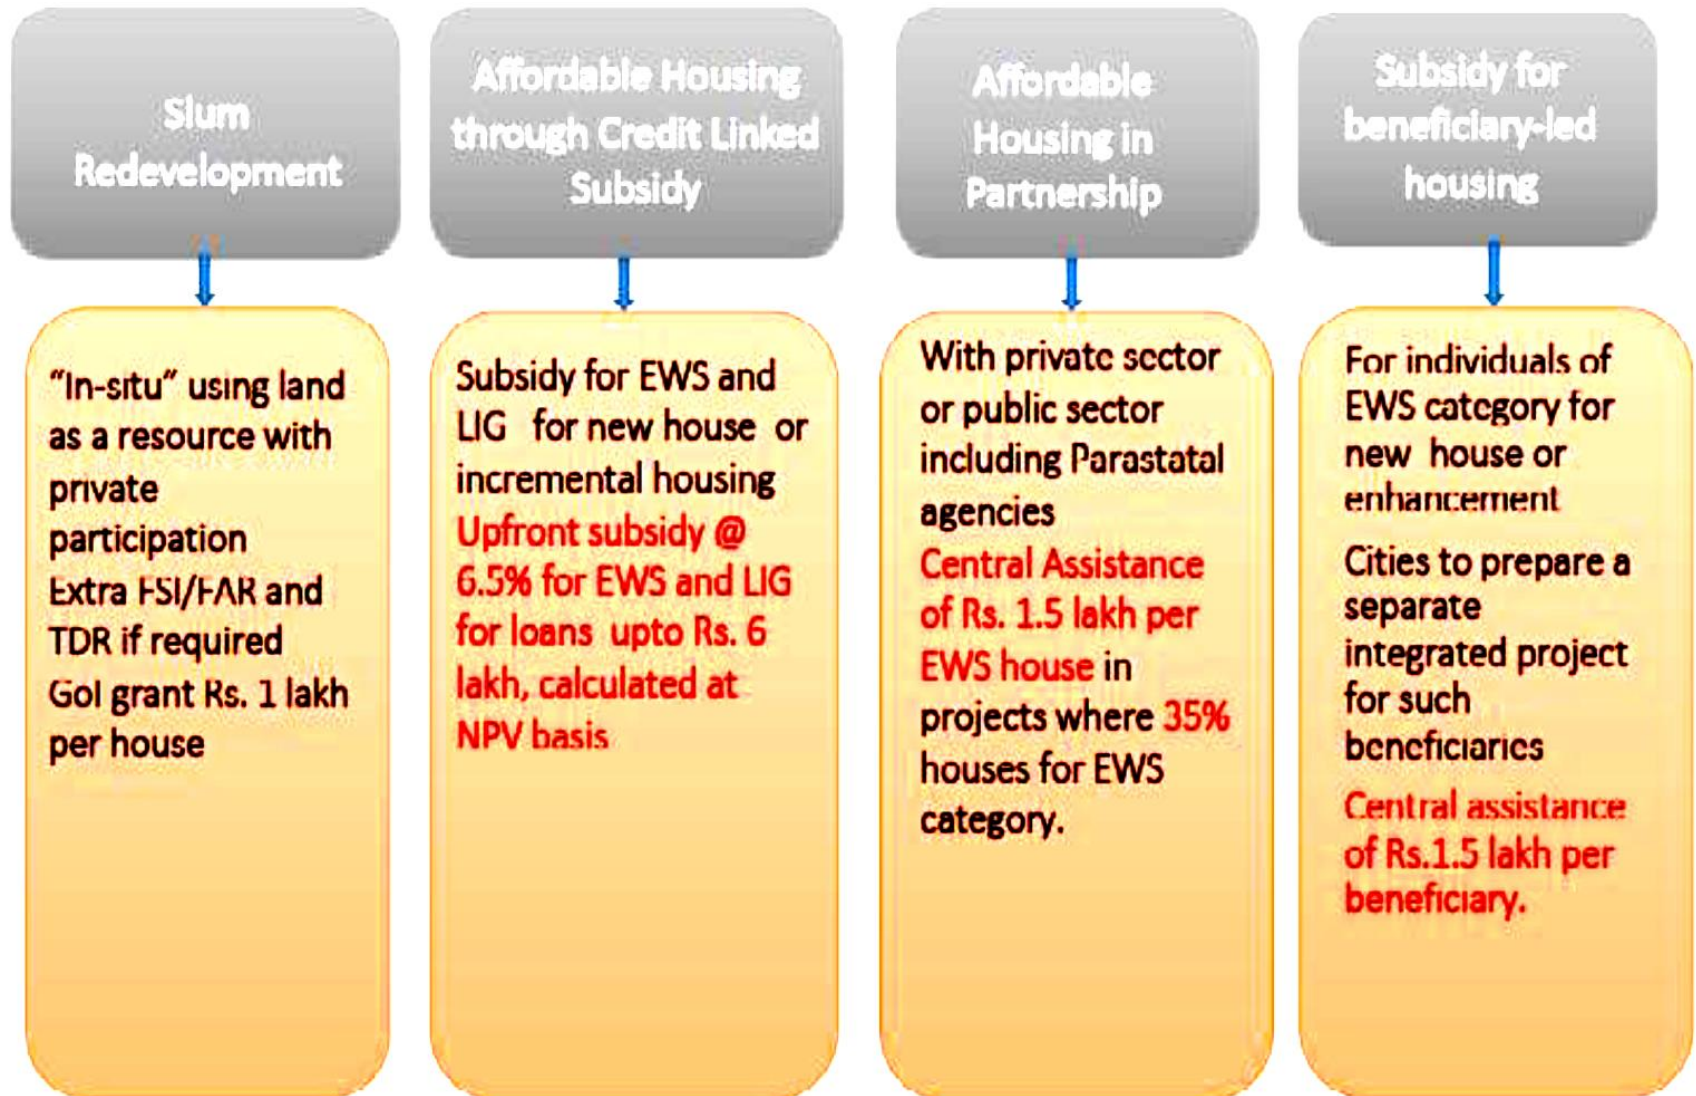 Slum
Redevelopment
"In-situ" using land
as a resource with
private
participation
Extra FSI/FAR and
TDR if required
GoI grant Rs. 1 lakh
per house
Affordable Housing
through Credit Linked
Subsidy
Subsidy for EWS and
LIG for new house or
incremental housing
Upfront subsidy @
6.5% for EWS and LIG
for loans upto Rs. 6
lakh, calculated at
NPV basis
Affordable
Housing in
Partnership
With private sector
or public sector
including Parastatal
agencies
Central Assistance
of Rs. 1.5 lakh per
EWS house in
projects where 35%
houses for EWS
category.
Subsidy for
beneficiary-led
housing
For individuals of
EWS category for
new house or
enhancement
Cities to prepare a
separate
integrated project
for such
beneficiaries
Central assistance
of Rs.1.5 lakh per
beneficiary.